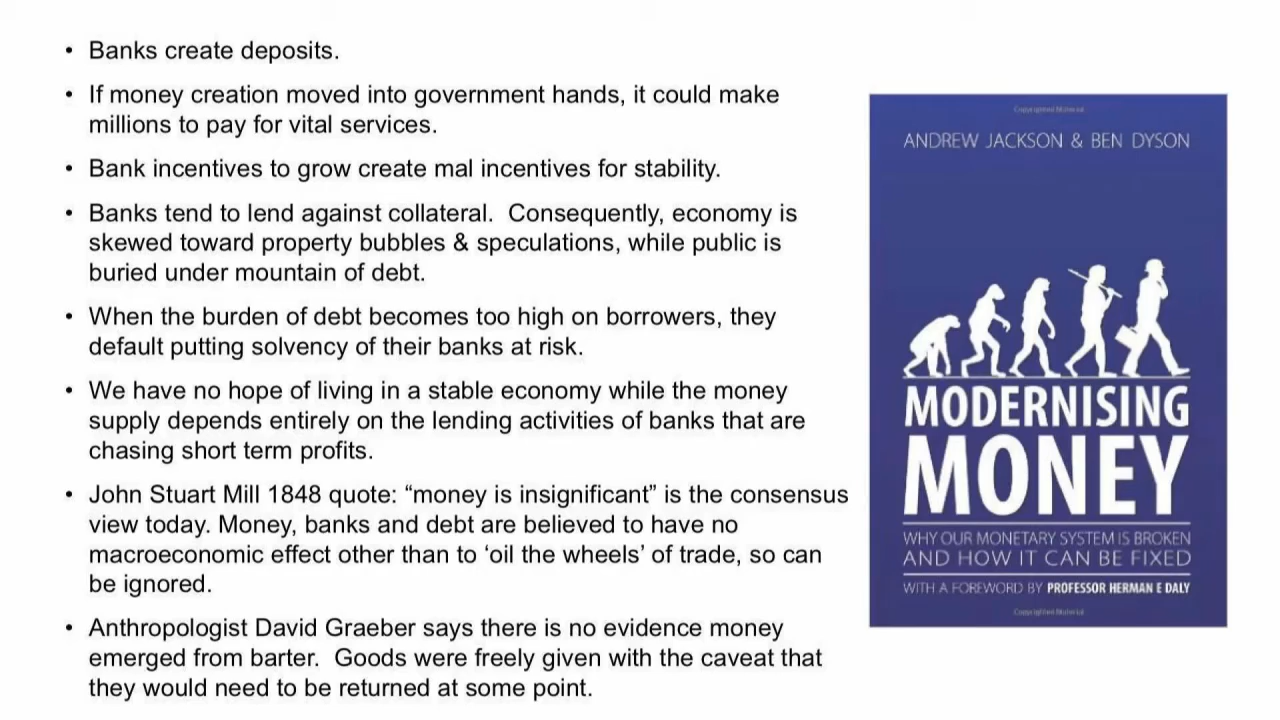 • Banks create deposits.
• If money creation moved into government hands, it could make
millions to pay for vital services.
• Bank incentives to grow create mal incentives for stability.
• Banks tend to lend against collateral.  Consequently, economy is
skewed toward property bubbles & speculations, while public is
buried under mountain of debt.
• When the burden of debt becomes too high on borrowers, they
default putting solvency of their banks at risk.
• We have no hope of living in a stable economy while the money
supply depends entirely on the lending activities of banks that are
chasing short term profits.
• John Stuart Mill 1848 quote: “money is insignificant” is the consensus
view today. Money, banks and debt are believed to have no
macroeconomic effect other than to ‘oil the wheels’ of trade, so can
be ignored.
• Anthropologist David Graeber says there is no evidence money
emerged from barter.  Goods were freely given with the caveat that
they would need to be returned at some point.
Copyrighted Material
ANDREW JACKSON & BEN DYSON
MODERNISING
MONEY
WHY OUR MONETARY SYSTEM IS BROKEN
AND HOW IT CAN BE FIXED
WITH A FOREWORD BY PROFESSOR HERMAN E DALY
Copyrighted Material